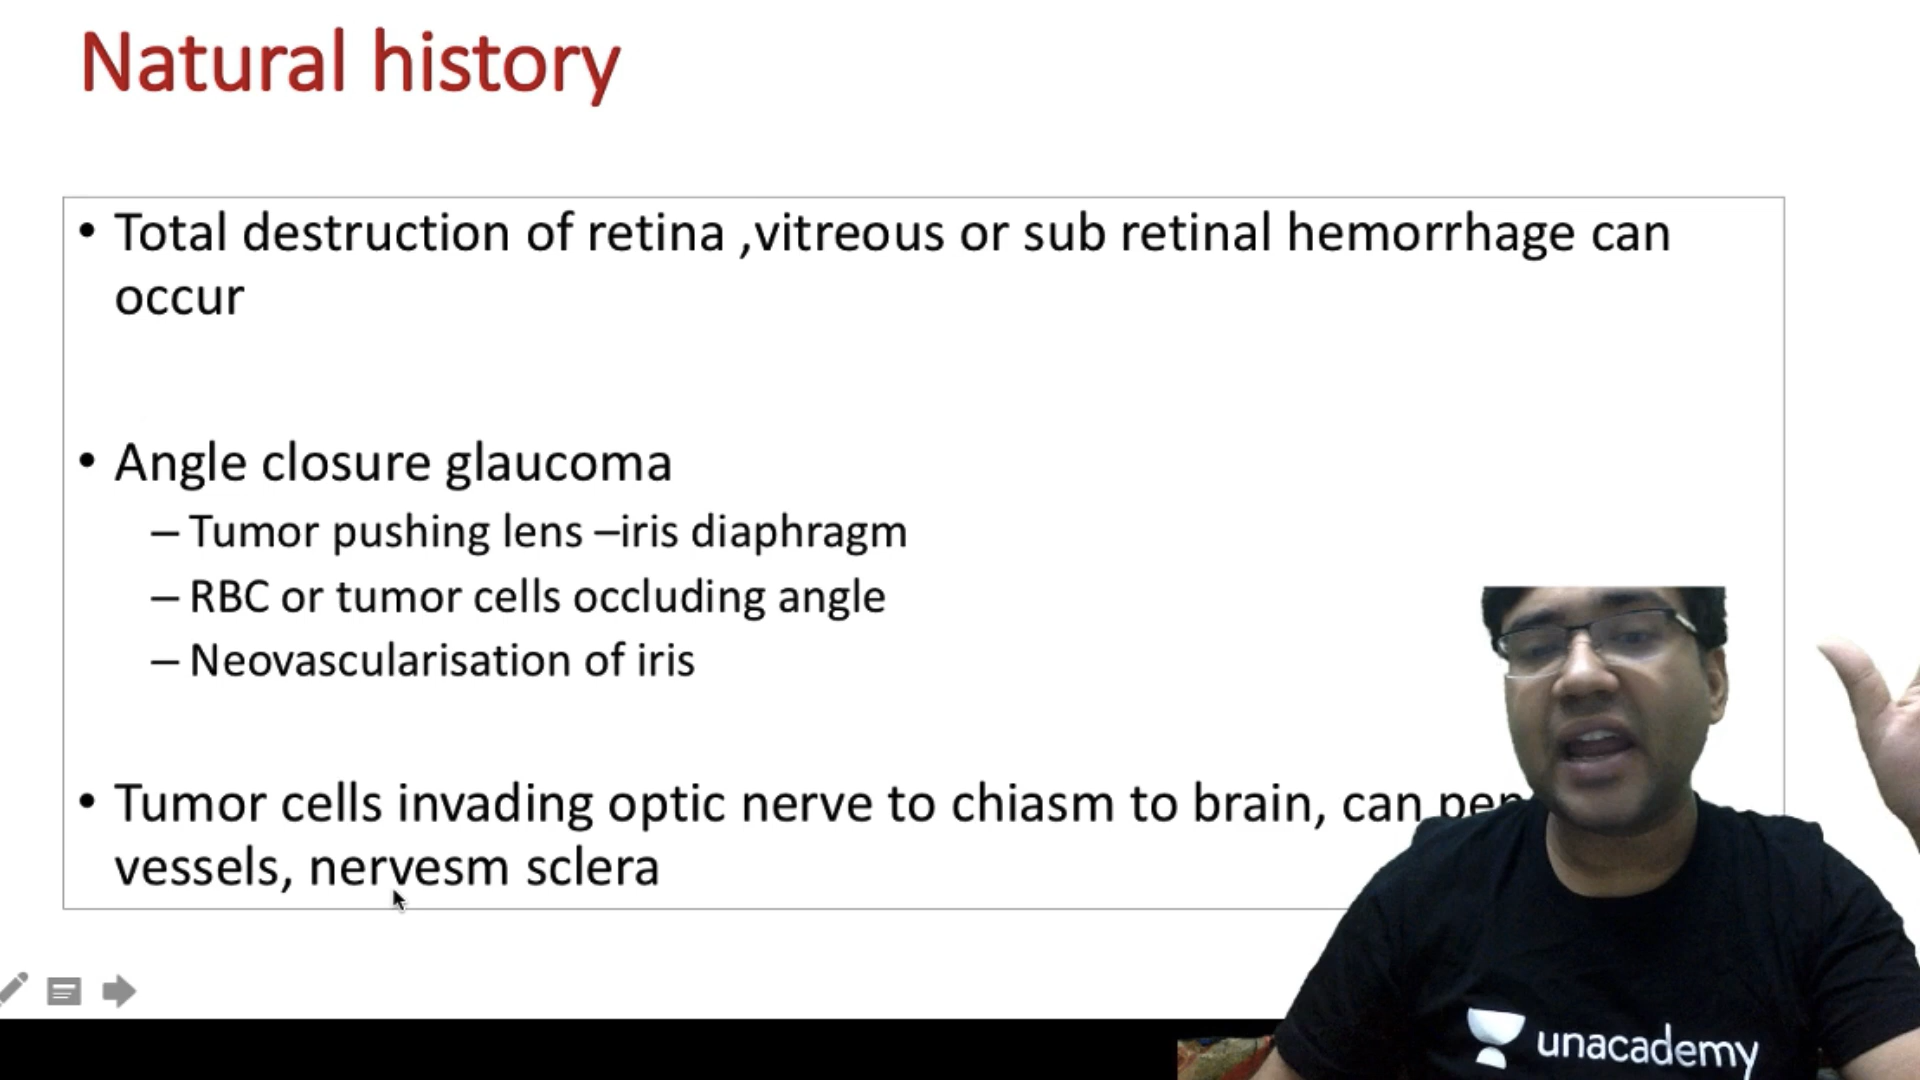 Natural history
• Total destruction of retina ,vitreous or sub retinal hemorrhage can
occur
• Angle closure glaucoma
– Tumor pushing lens –iris diaphragm
– RBC or tumor cells occluding angle
– Neovascularisation of iris
• Tumor cells invading optic nerve to chiasm to brain, can
vessels, nervesm sclera
unacademy